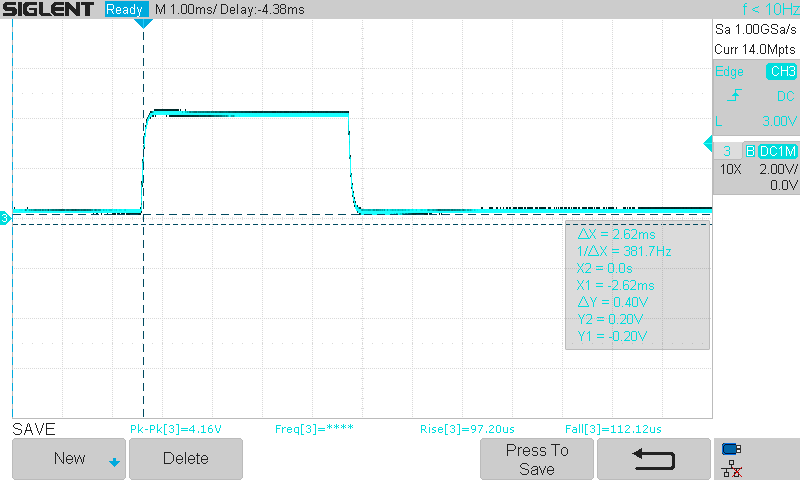 SIGLENT Ready M 1.00ms/ Delay:-4.38ms f < 10Hz
Sa 1.00GSa/s
Curr 14.0Mpts
Edge CH3
DC
L 3.00V
3 B DC1M
10X 2.00V/
0.0V
3
ΔX = 2.62ms
1/ΔX = 381.7Hz
X2 = 0.0s
X1 = -2.62ms
ΔY = 0.40V
Y2 = 0.20V
Y1 = -0.20V
SAVE Pk-Pk[3]=4.16V Freq[3]=**** Rise[3]=97.20us Fall[3]=112.12us
New Delete Press To
Save